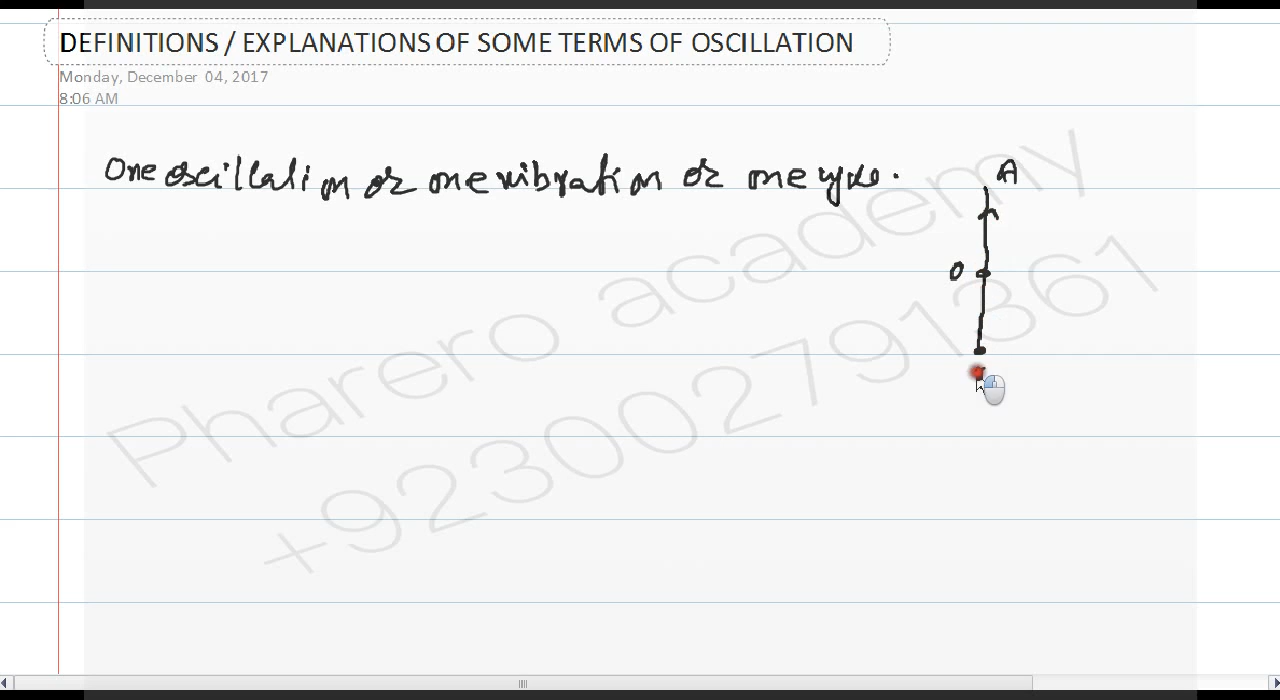 DEFINITIONS / EXPLANATIONS OF SOME TERMS OF OSCILLATION
Monday, December 04, 2017
8:06 AM
One oscillation or one vibration or one cycle.
A
O
Pharero academy
+923002791361